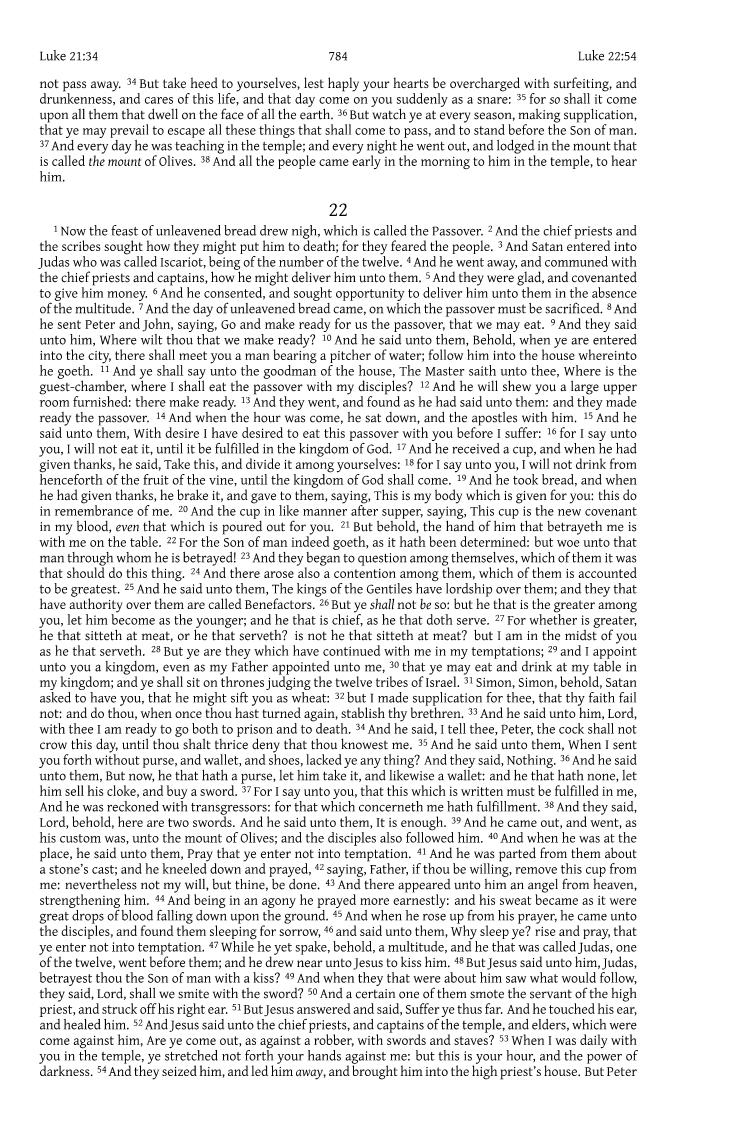 Luke 21:34 784 Luke 22:54
not pass away. 34 But take heed to yourselves, lest haply your hearts be overcharged with surfeiting, and
drunkenness, and cares of this life, and that day come on you suddenly as a snare: 35 for so shall it come
upon all them that dwell on the face of all the earth. 36 But watch ye at every season, making supplication,
that ye may prevail to escape all these things that shall come to pass, and to stand before the Son of man.
37 And every day he was teaching in the temple; and every night he went out, and lodged in the mount that
is called the mount of Olives. 38 And all the people came early in the morning to him in the temple, to hear
him.
22
1 Now the feast of unleavened bread drew nigh, which is called the Passover. 2 And the chief priests and
the scribes sought how they might put him to death; for they feared the people. 3 And Satan entered into
Judas who was called Iscariot, being of the number of the twelve. 4 And he went away, and communed with
the chief priests and captains, how he might deliver him unto them. 5 And they were glad, and covenanted
to give him money. 6 And he consented, and sought opportunity to deliver him unto them in the absence
of the multitude. 7 And the day of unleavened bread came, on which the passover must be sacrificed. 8 And
he sent Peter and John, saying, Go and make ready for us the passover, that we may eat. 9 And they said
unto him, Where wilt thou that we make ready? 10 And he said unto them, Behold, when ye are entered
into the city, there shall meet you a man bearing a pitcher of water; follow him into the house whereinto
he goeth. 11 And ye shall say unto the goodman of the house, The Master saith unto thee, Where is the
guest-chamber, where I shall eat the passover with my disciples? 12 And he will shew you a large upper
room furnished: there make ready. 13 And they went, and found as he had said unto them: and they made
ready the passover. 14 And when the hour was come, he sat down, and the apostles with him. 15 And he
said unto them, With desire I have desired to eat this passover with you before I suffer: 16 for I say unto
you, I will not eat it, until it be fulfilled in the kingdom of God. 17 And he received a cup, and when he had
given thanks, he said, Take this, and divide it among yourselves: 18 for I say unto you, I will not drink from
henceforth of the fruit of the vine, until the kingdom of God shall come. 19 And he took bread, and when
he had given thanks, he brake it, and gave to them, saying, This is my body which is given for you: this do
in remembrance of me. 20 And the cup in like manner after supper, saying, This cup is the new covenant
in my blood, even that which is poured out for you. 21 But behold, the hand of him that betrayeth me is
with me on the table. 22 For the Son of man indeed goeth, as it hath been determined: but woe unto that
man through whom he is betrayed! 23 And they began to question among themselves, which of them it was
that should do this thing. 24 And there arose also a contention among them, which of them is accounted
to be greatest. 25 And he said unto them, The kings of the Gentiles have lordship over them; and they that
have authority over them are called Benefactors. 26 But ye shall not be so: but he that is the greater among
you, let him become as the younger; and he that is chief, as he that doth serve. 27 For whether is greater,
he that sitteth at meat, or he that serveth? is not he that sitteth at meat? but I am in the midst of you
as he that serveth. 28 But ye are they which have continued with me in my temptations; 29 and I appoint
unto you a kingdom, even as my Father appointed unto me, 30 that ye may eat and drink at my table in
my kingdom; and ye shall sit on thrones judging the twelve tribes of Israel. 31 Simon, Simon, behold, Satan
asked to have you, that he might sift you as wheat: 32 but I made supplication for thee, that thy faith fail
not: and do thou, when once thou hast turned again, stablish thy brethren. 33 And he said unto him, Lord,
with thee I am ready to go both to prison and to death. 34 And he said, I tell thee, Peter, the cock shall not
crow this day, until thou shalt thrice deny that thou knowest me. 35 And he said unto them, When I sent
you forth without purse, and wallet, and shoes, lacked ye any thing? And they said, Nothing. 36 And he said
unto them, But now, he that hath a purse, let him take it, and likewise a wallet: and he that hath none, let
him sell his cloke, and buy a sword. 37 For I say unto you, that this which is written must be fulfilled in me,
And he was reckoned with transgressors: for that which concerneth me hath fulfillment. 38 And they said,
Lord, behold, here are two swords. And he said unto them, It is enough. 39 And he came out, and went, as
his custom was, unto the mount of Olives; and the disciples also followed him. 40 And when he was at the
place, he said unto them, Pray that ye enter not into temptation. 41 And he was parted from them about
a stone's cast; and he kneeled down and prayed, 42 saying, Father, if thou be willing, remove this cup from
me: nevertheless not my will, but thine, be done. 43 And there appeared unto him an angel from heaven,
strengthening him. 44 And being in an agony he prayed more earnestly: and his sweat became as it were
great drops of blood falling down upon the ground. 45 And when he rose up from his prayer, he came unto
the disciples, and found them sleeping for sorrow, 46 and said unto them, Why sleep ye? rise and pray, that
ye enter not into temptation. 47 While he yet spake, behold, a multitude, and he that was called Judas, one
of the twelve, went before them; and he drew near unto Jesus to kiss him. 48 But Jesus said unto him, Judas,
betrayest thou the Son of man with a kiss? 49 And when they that were about him saw what would follow,
they said, Lord, shall we smite with the sword? 50 And a certain one of them smote the servant of the high
priest, and struck off his right ear. 51 But Jesus answered and said, Suffer ye thus far. And he touched his ear,
and healed him. 52 And Jesus said unto the chief priests, and captains of the temple, and elders, which were
come against him, Are ye come out, as against a robber, with swords and staves? 53 When I was daily with
you in the temple, ye stretched not forth your hands against me: but this is your hour, and the power of
darkness. 54 And they seized him, and led him away, and brought him into the high priest's house. But Peter